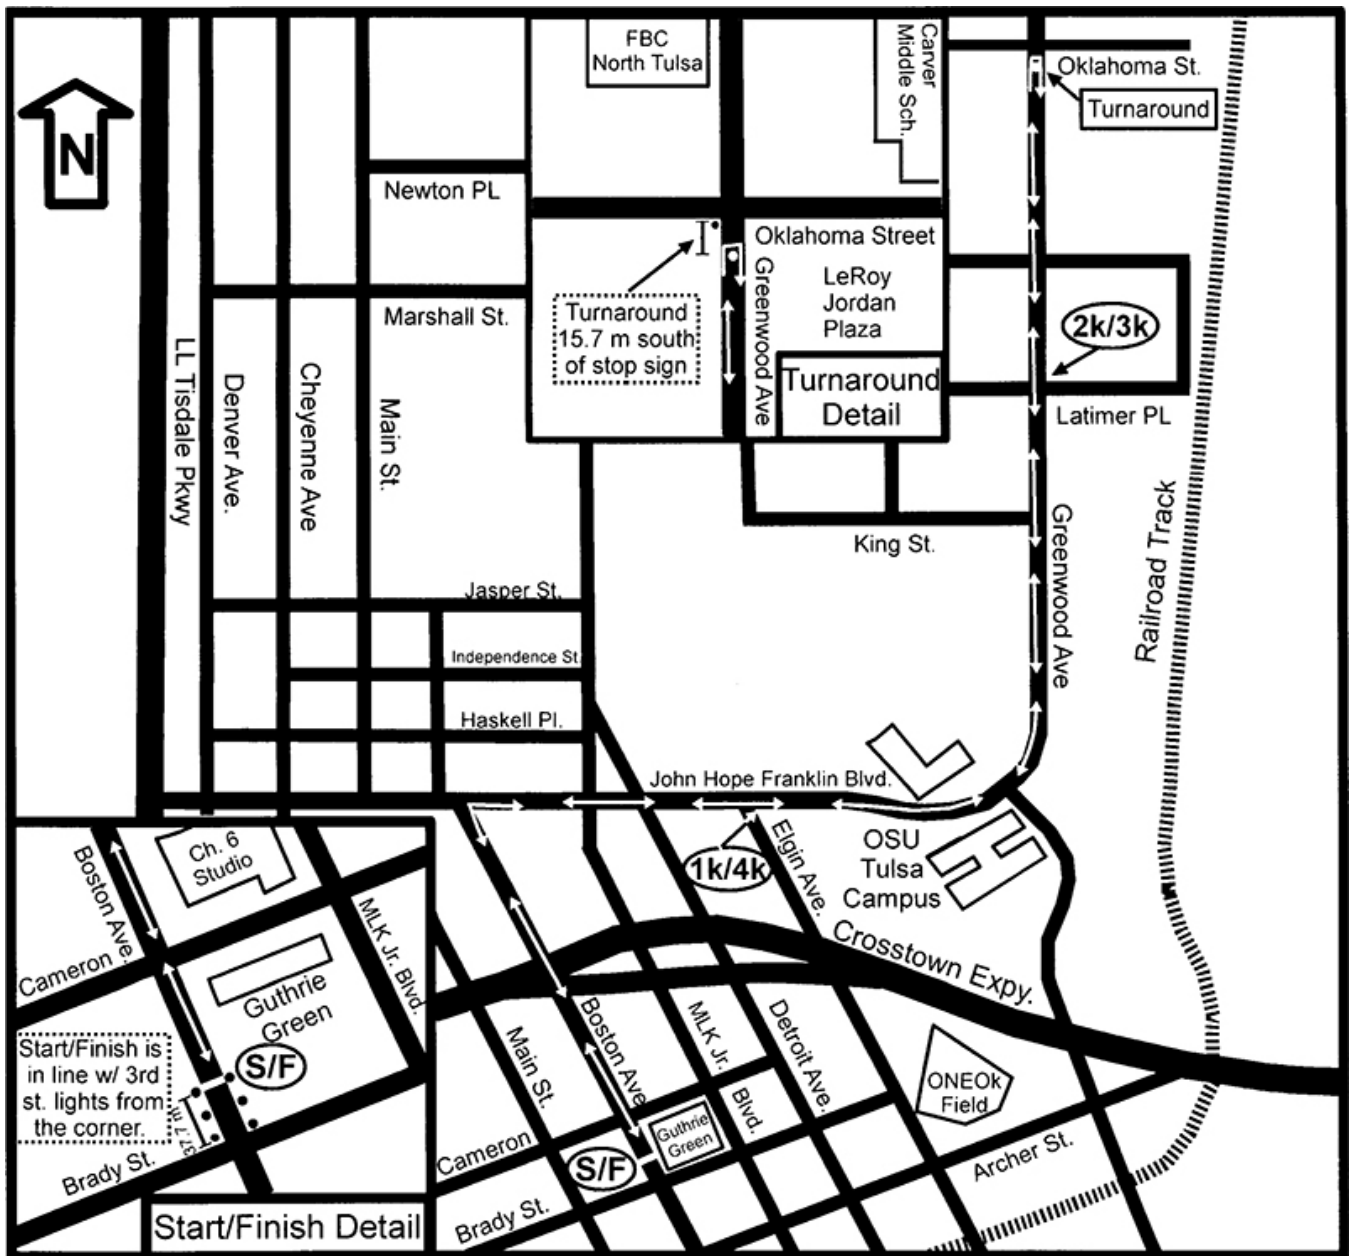 FBC
North Tulsa
Carver
Middle Sch.
Oklahoma St.
Turnaround
N
Newton PL
Oklahoma Street
LeRoy
Jordan
Plaza
Greenwood Ave
Turnaround
15.7 m south
of stop sign
Turnaround
Detail
Marshall St.
2k/3k
Latimer PL
LL Tisdale Pkwy
Denver Ave.
Cheyenne Ave
Main St.
King St.
Greenwood Ave
Railroad Track
Jasper St.
Independence St
Haskell Pl.
John Hope Franklin Blvd.
1k/4k
Elgin Ave.
OSU
Tulsa
Campus
Crosstown Expy.
Boston Ave.
Ch. 6
Studio
MLK Jr. Blvd.
Cameron
Guthrie
Green
Start/Finish is
in line w/ 3rd
st. lights from
the corner.
S/F
37.7 m
Brady St.
Start/Finish Detail
Main St.
Boston Ave.
MLK Jr.
Blvd.
Detroit Ave.
ONEOk
Field
Archer St.
Cameron
Guthrie
Green
S/F
Brady St.